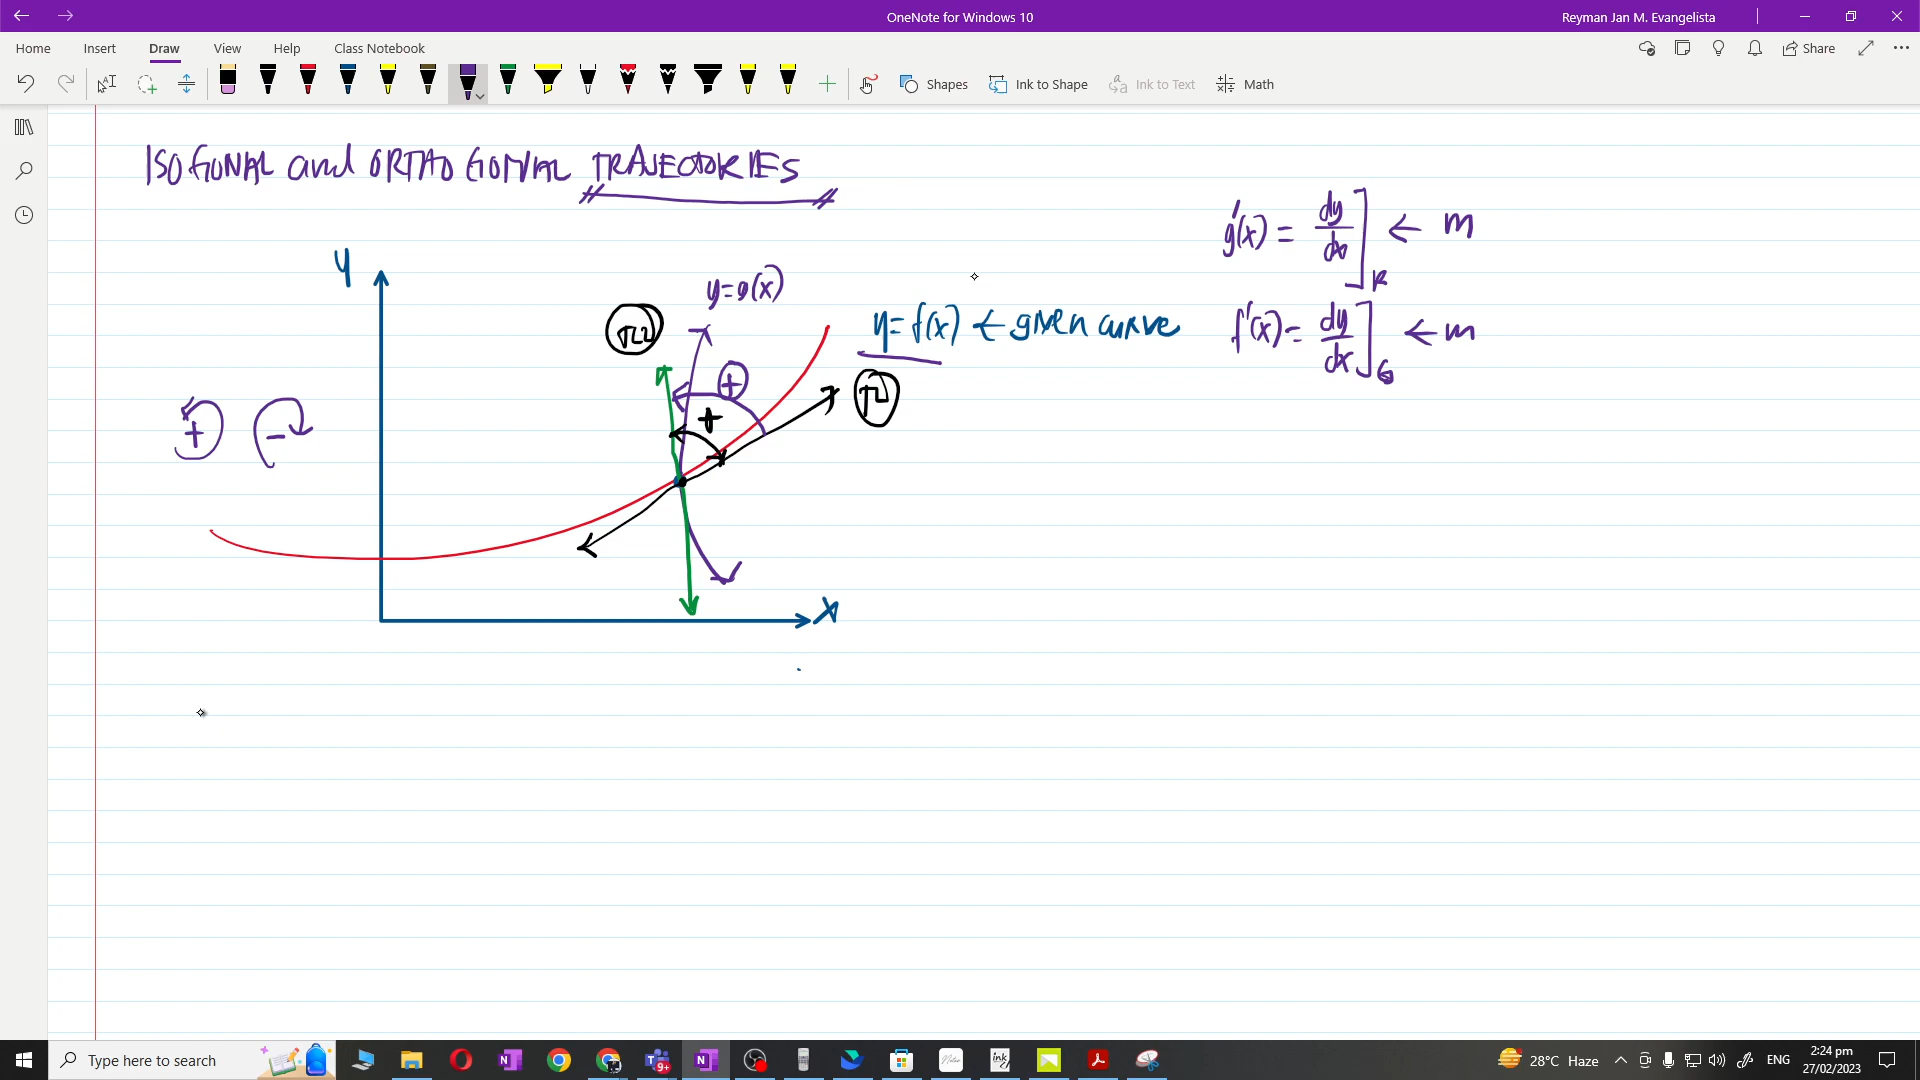 OneNote for Windows 10
Reyman Jan M. Evangelista
Home Insert Draw View Help Class Notebook
Share
Shapes
Ink to Shape
Ink to Text
Math
ISOGONAL and ORTHOGONAL TRAJECTORIES
g'(x) = dy/dx]R ← m
f'(x) = dy/dx]G ← m
y
y=g(x)
y=f(x) ← given curve
T2
T1
+
+
+ −
x
Type here to search
9+
28°C Haze
ENG
2:24 pm
27/02/2023